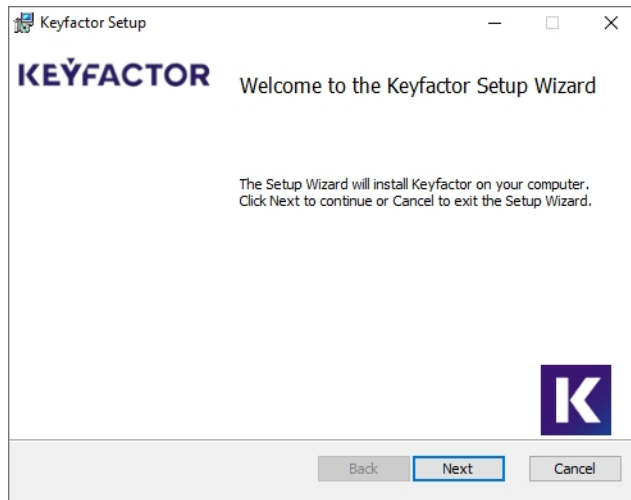 Keyfactor Setup
KEYFACTOR
Welcome to the Keyfactor Setup Wizard
The Setup Wizard will install Keyfactor on your computer.
Click Next to continue or Cancel to exit the Setup Wizard.
K
Back
Next
Cancel